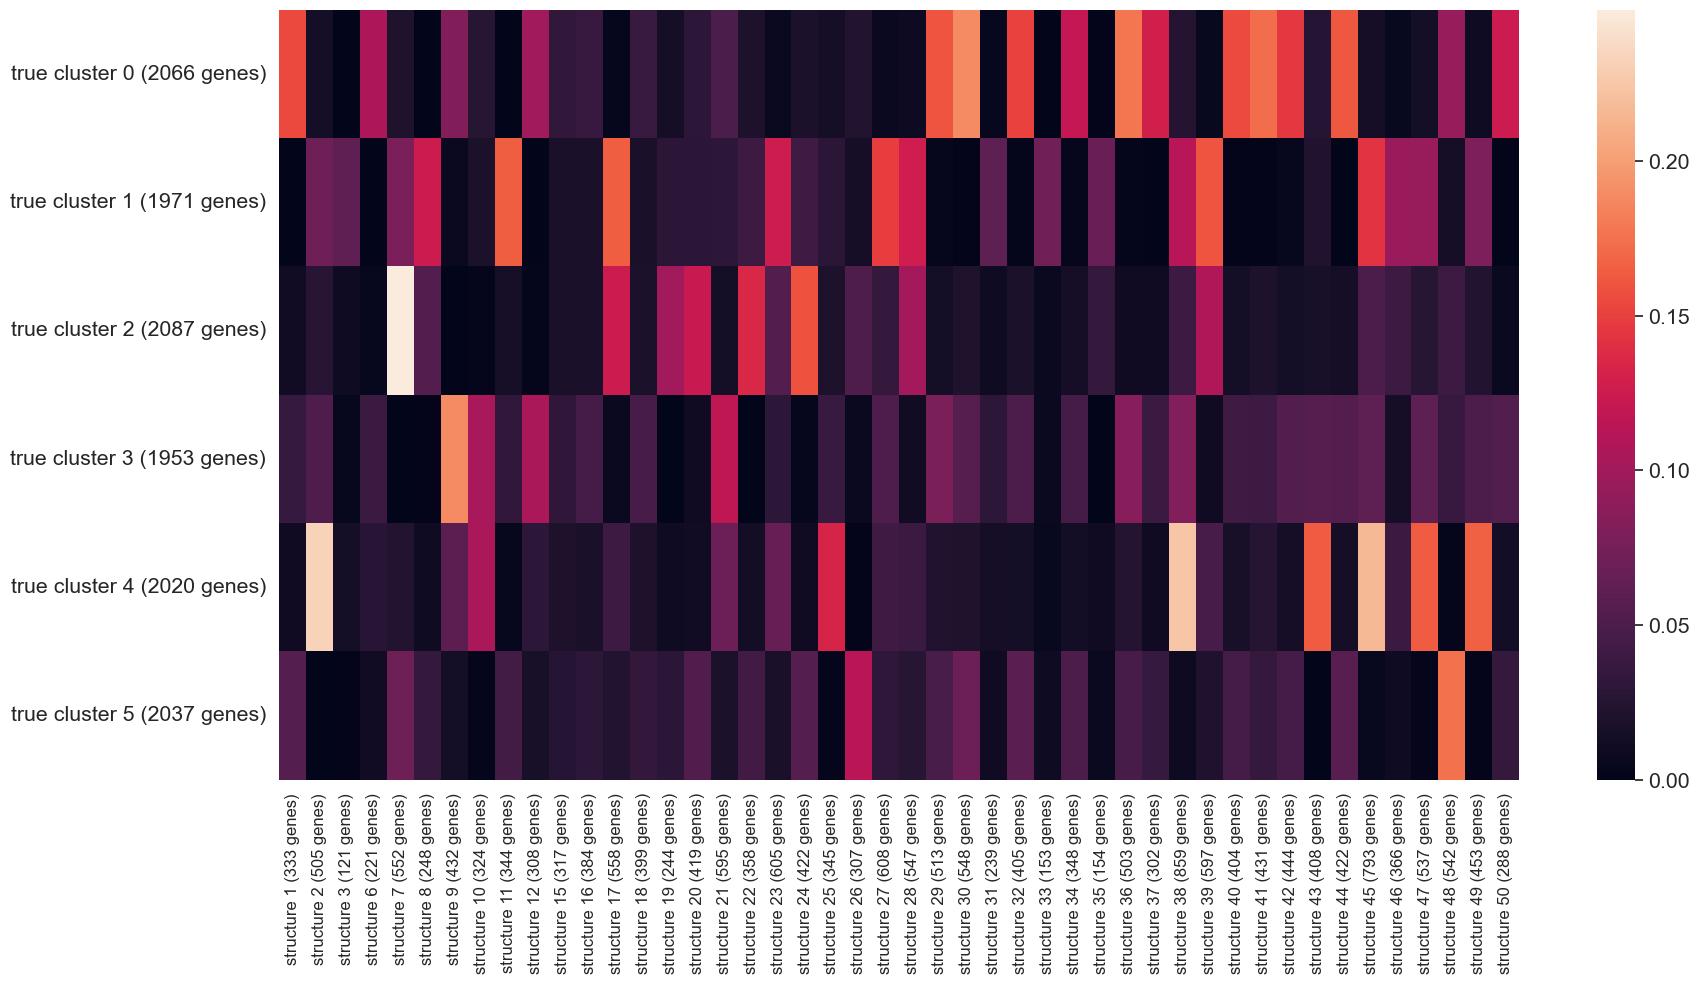 true cluster 0 (2066 genes)
true cluster 1 (1971 genes)
true cluster 2 (2087 genes)
true cluster 3 (1953 genes)
true cluster 4 (2020 genes)
true cluster 5 (2037 genes)
structure 1 (333 genes)
structure 2 (505 genes)
structure 3 (121 genes)
structure 6 (221 genes)
structure 7 (552 genes)
structure 8 (248 genes)
structure 9 (432 genes)
structure 10 (324 genes)
structure 11 (344 genes)
structure 12 (308 genes)
structure 15 (317 genes)
structure 16 (384 genes)
structure 17 (558 genes)
structure 18 (399 genes)
structure 19 (244 genes)
structure 20 (419 genes)
structure 21 (595 genes)
structure 22 (358 genes)
structure 23 (605 genes)
structure 24 (422 genes)
structure 25 (345 genes)
structure 26 (307 genes)
structure 27 (608 genes)
structure 28 (547 genes)
structure 29 (513 genes)
structure 30 (548 genes)
structure 31 (239 genes)
structure 32 (405 genes)
structure 33 (153 genes)
structure 34 (348 genes)
structure 35 (154 genes)
structure 36 (503 genes)
structure 37 (302 genes)
structure 38 (859 genes)
structure 39 (597 genes)
structure 40 (404 genes)
structure 41 (431 genes)
structure 42 (444 genes)
structure 43 (408 genes)
structure 44 (422 genes)
structure 45 (793 genes)
structure 46 (366 genes)
structure 47 (537 genes)
structure 48 (542 genes)
structure 49 (453 genes)
structure 50 (288 genes)
0.20
0.15
0.10
0.05
0.00